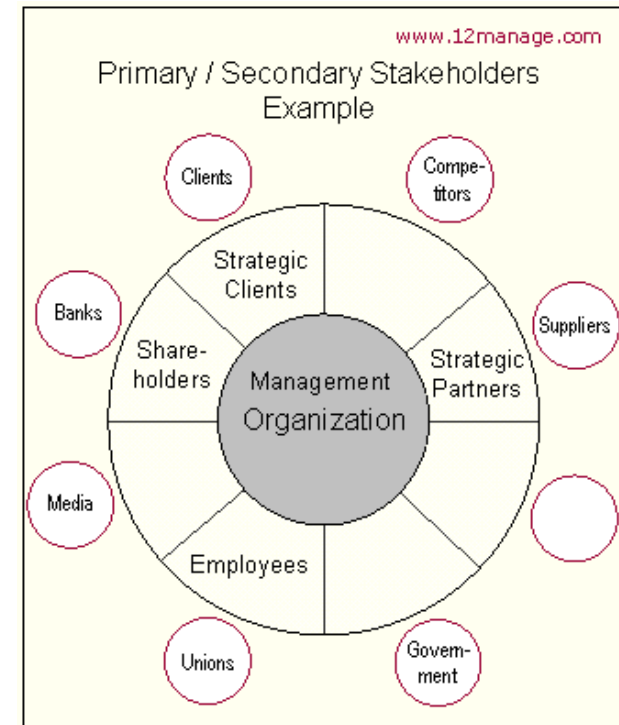 www.12manage.com
Primary / Secondary Stakeholders
Example
Clients
Compe-
titors
Strategic
Clients
Banks
Share-
holders
Suppliers
Strategic
Partners
Management
Organization
Media
Employees
Unions
Govern-
ment